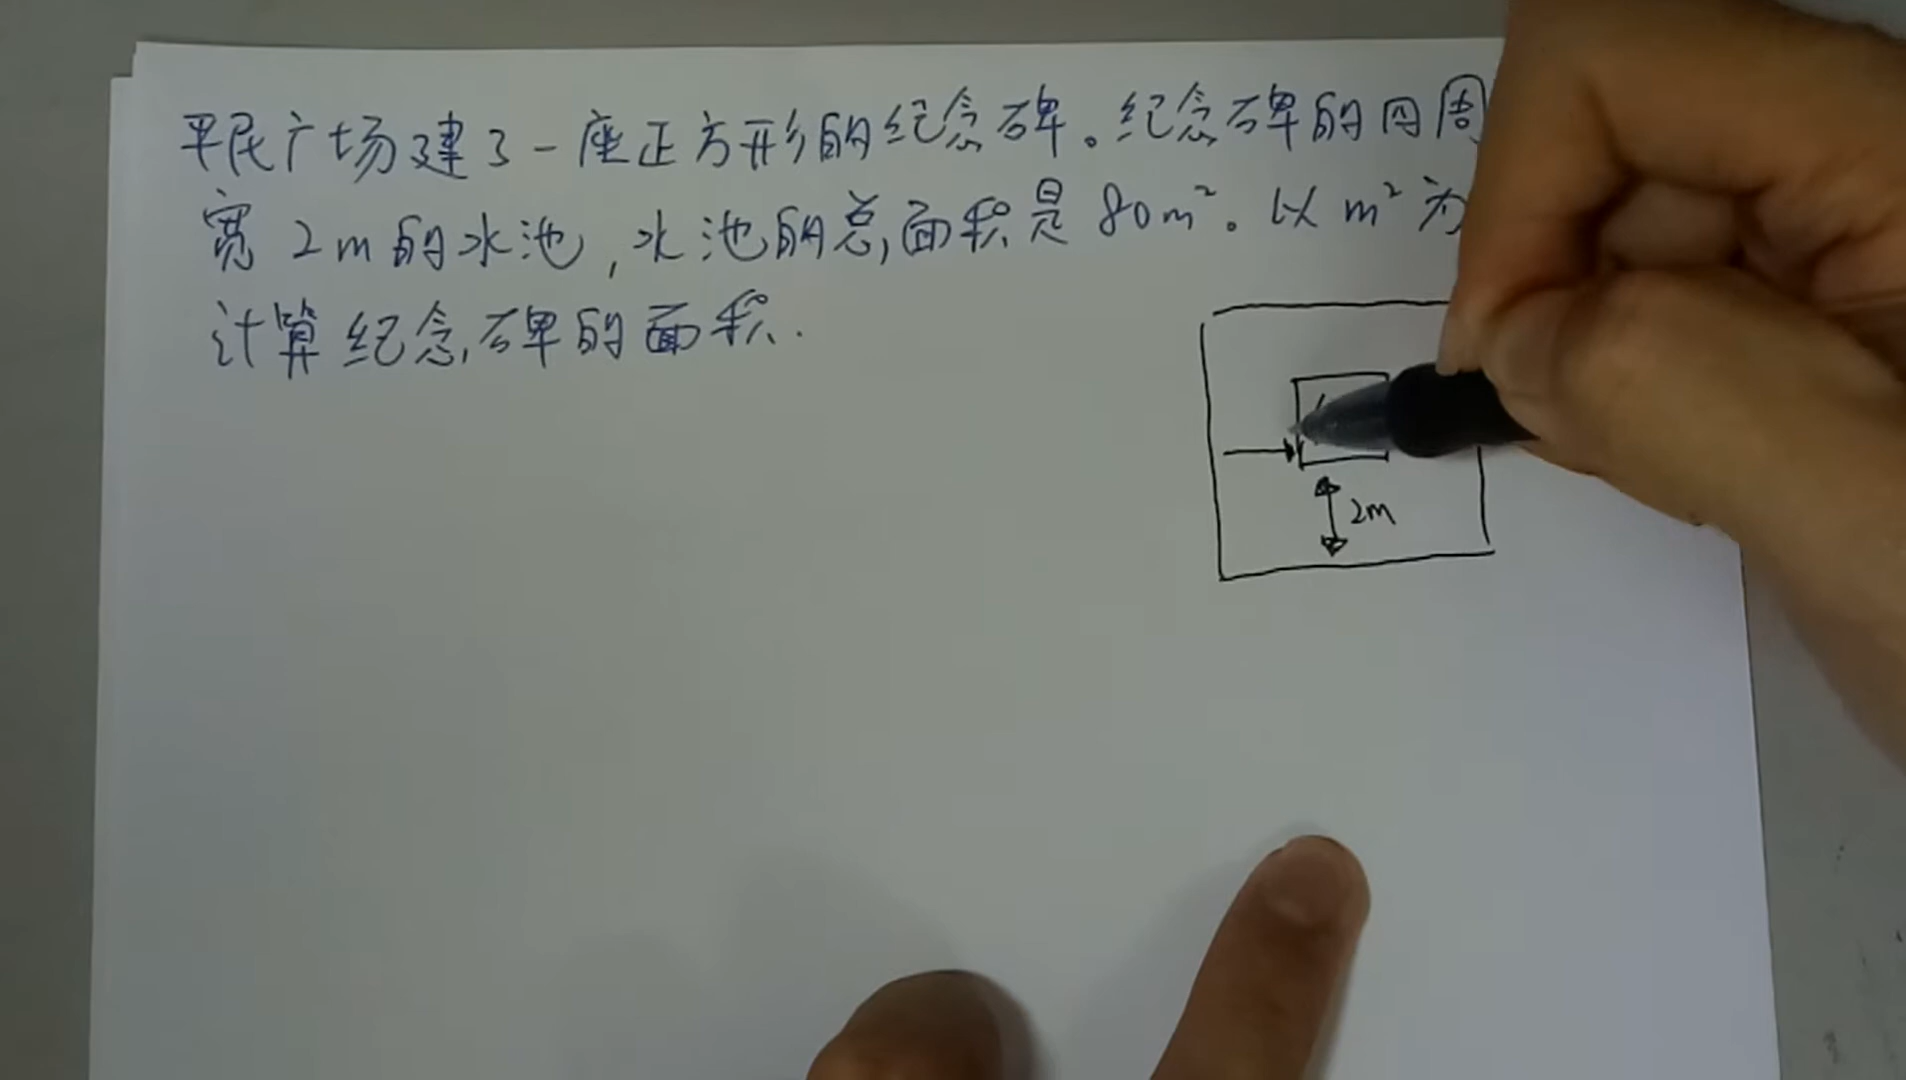 平民广场建了一座正方形的纪念碑。纪念碑的四周
宽2m的水池，水池的总面积是80m²。以m²为
计算纪念碑的面积.
2m